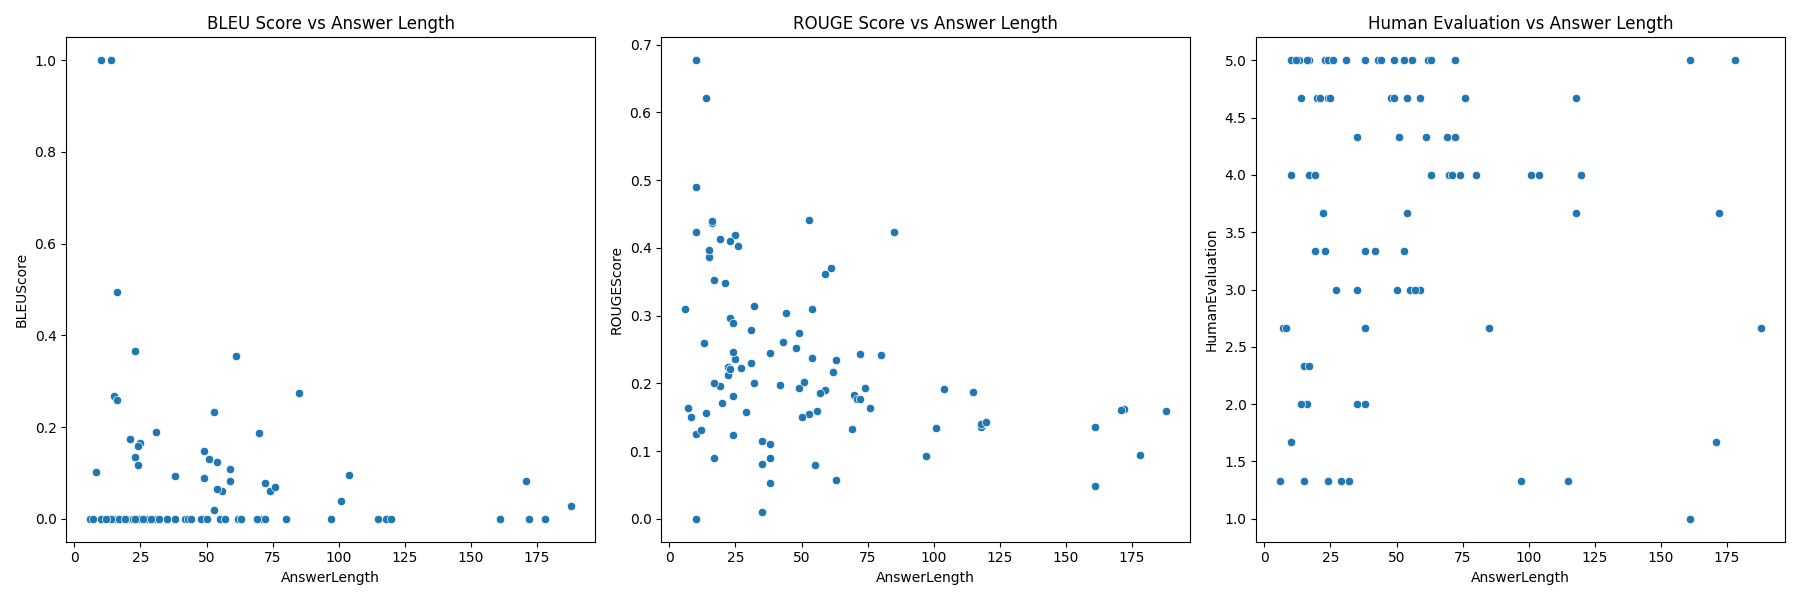 BLEU Score vs Answer Length
1.0
0.8
0.6
0.4
0.2
0.0
BLEUScore
0 25 50 75 100 125 150 175
AnswerLength
ROUGE Score vs Answer Length
0.7
0.6
0.5
0.4
0.3
0.2
0.1
0.0
ROUGEScore
0 25 50 75 100 125 150 175
AnswerLength
Human Evaluation vs Answer Length
5.0
4.5
4.0
3.5
3.0
2.5
2.0
1.5
1.0
HumanEvaluation
0 25 50 75 100 125 150 175
AnswerLength